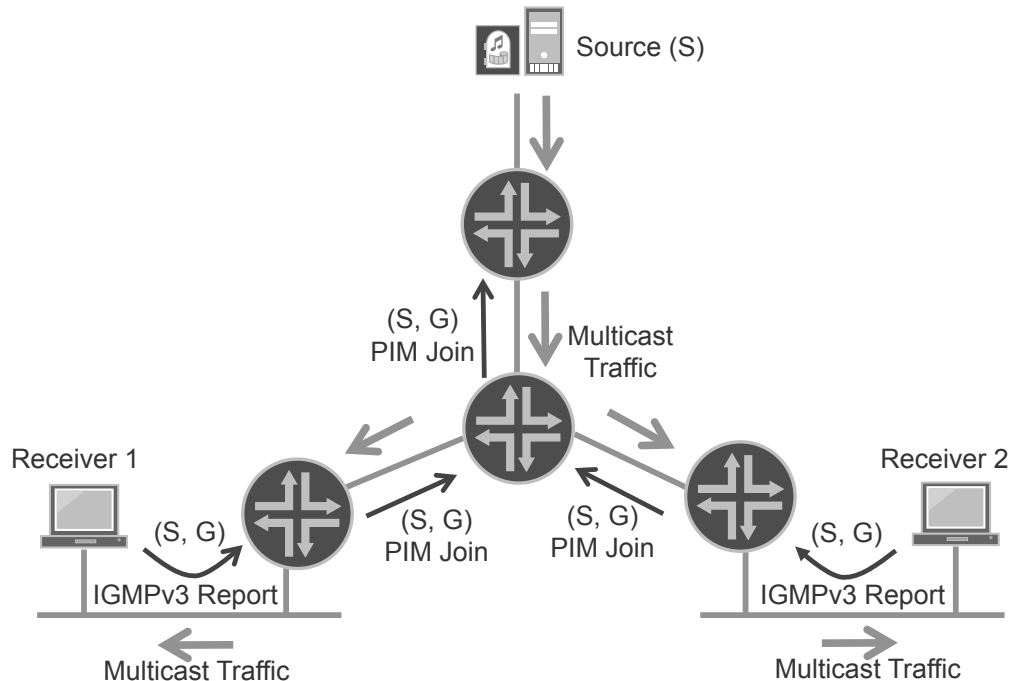 Source (S)
(S, G)
PIM Join
Multicast
Traffic
Receiver 1
Receiver 2
(S, G)
IGMPv3 Report
(S, G)
PIM Join
(S, G)
PIM Join
(S, G)
IGMPv3 Report
Multicast Traffic
Multicast Traffic